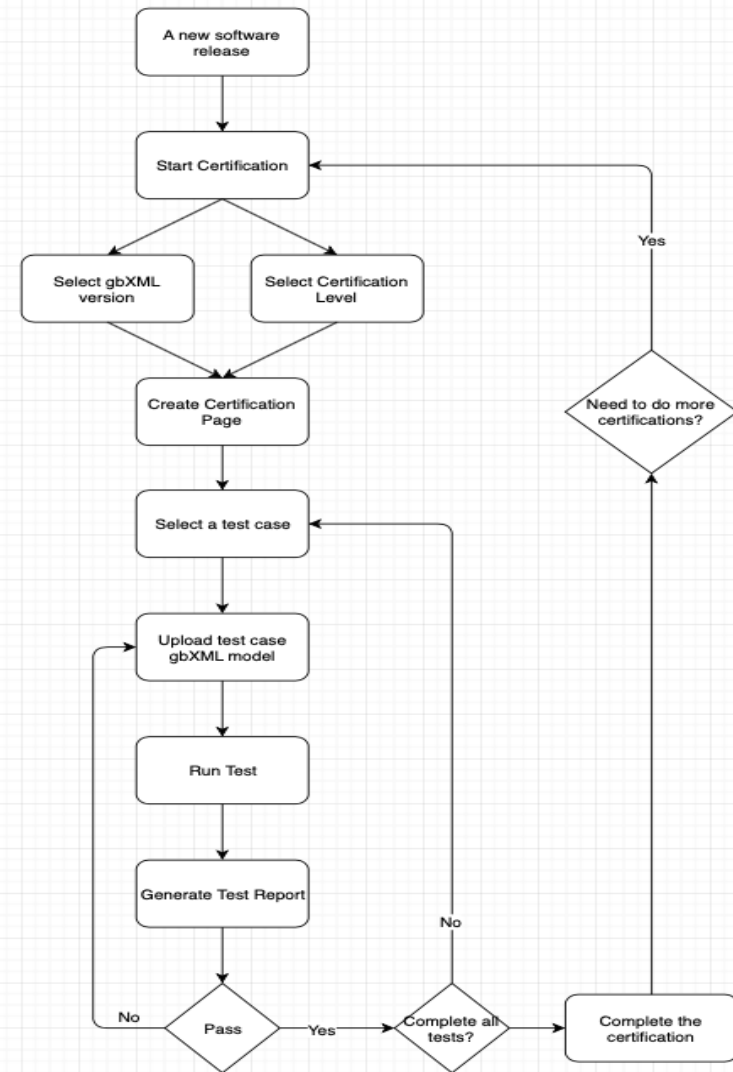 A new software
release
Start Certification
Yes
Select gbXML
version
Select Certification
Level
Create Certification
Page
Need to do more
certifications?
Select a test case
Upload test case
gbXML model
Run Test
Generate Test Report
No
No
Pass
Yes
Complete all
tests?
Complete the
certification